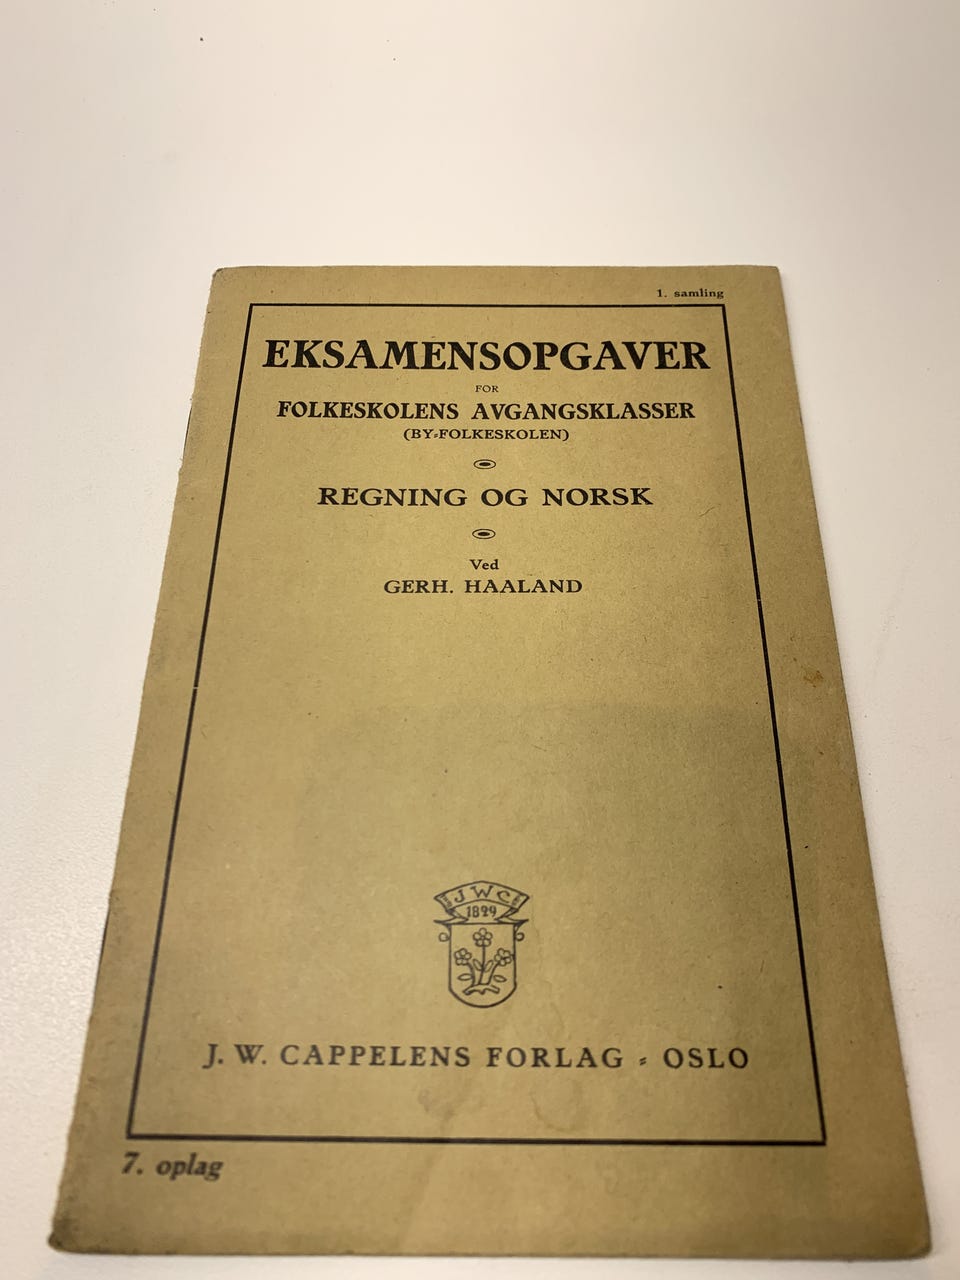 1. samling
EKSAMENSOPGAVER
FOR
FOLKESKOLENS AVGANGSKLASSER
(BY-FOLKESKOLEN)
REGNING OG NORSK
Ved
GERH. HAALAND
JWC
1829
J. W. CAPPELENS FORLAG - OSLO
7. oplag